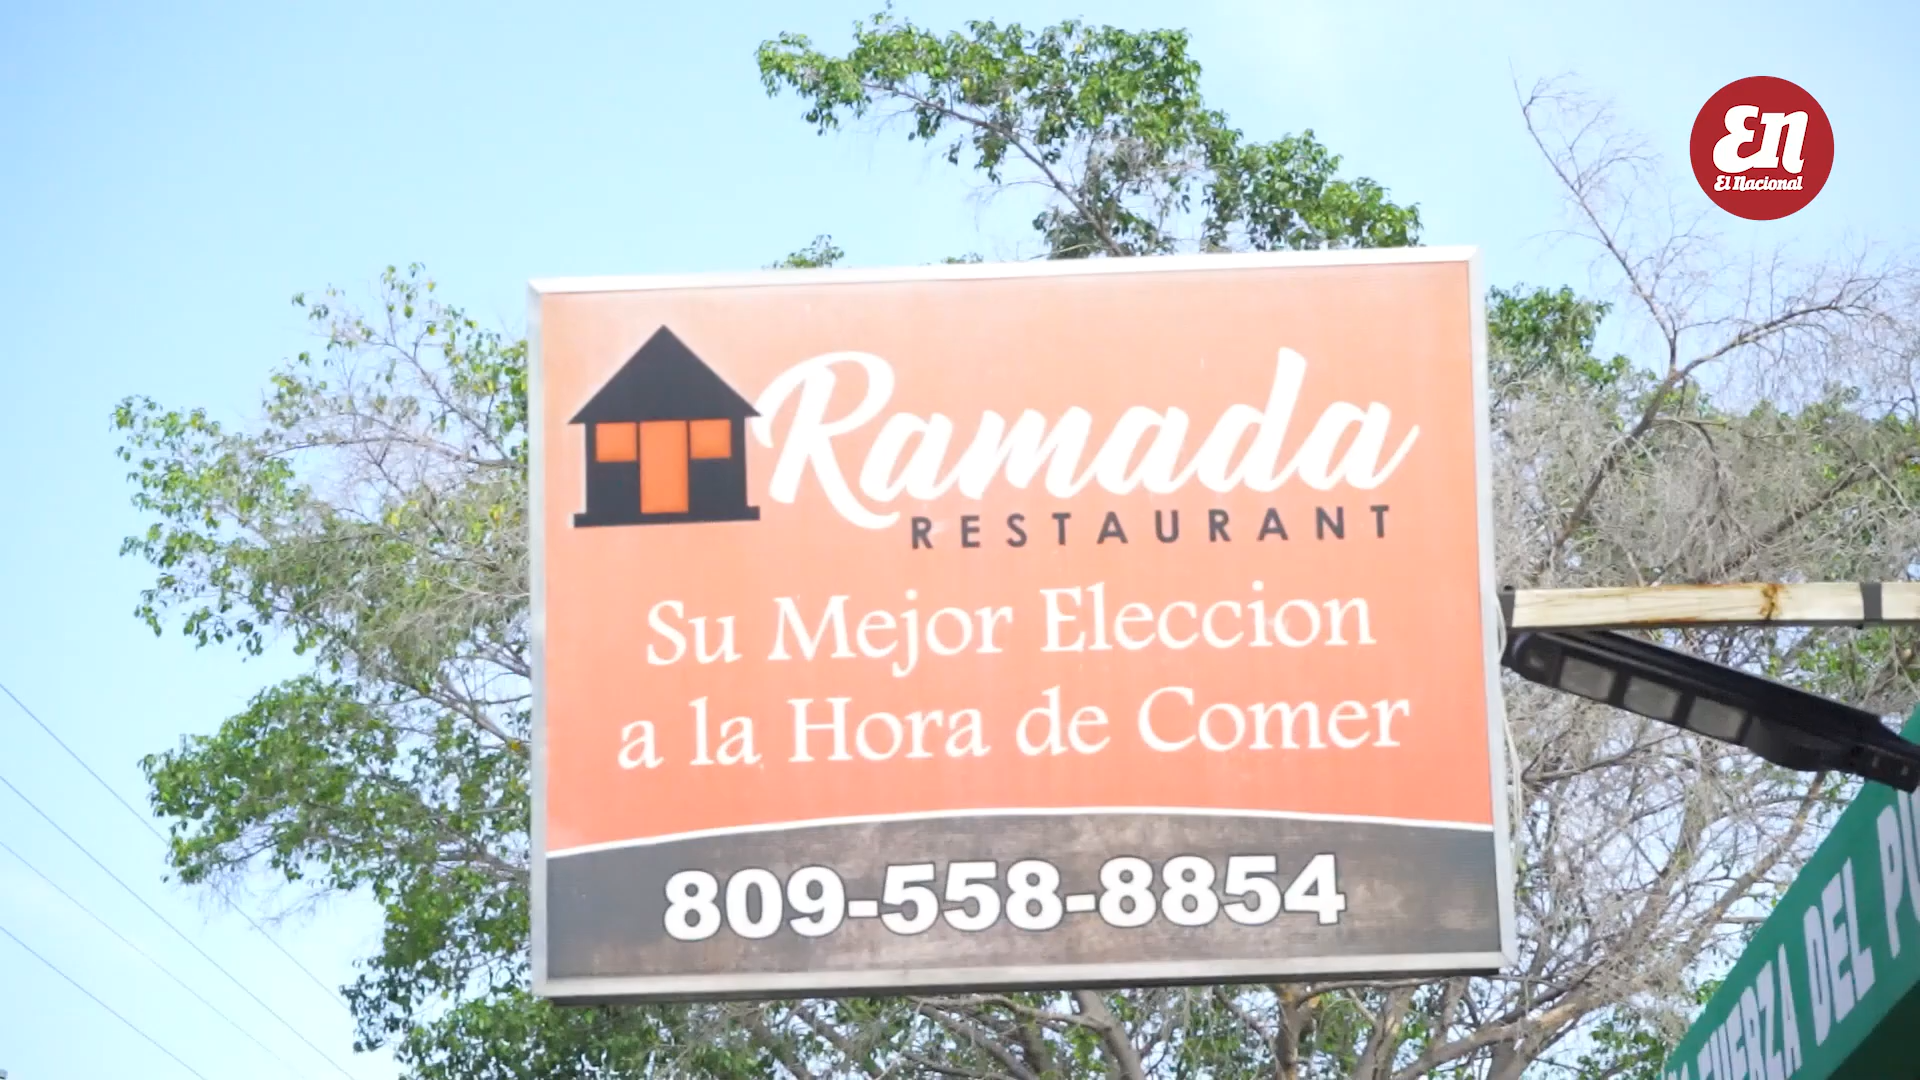 En
El Nacional
Ramada
RESTAURANT
Su Mejor Eleccion
a la Hora de Comer
809-558-8854
FUERZA DEL